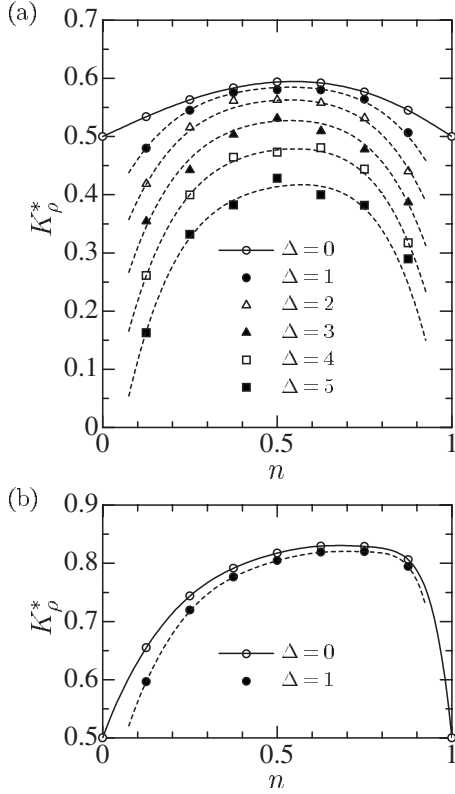 (a)
0.7
0.6
0.5
0.4
0.3
0.2
0.1
0
K*ρ
Δ = 0
Δ = 1
Δ = 2
Δ = 3
Δ = 4
Δ = 5
0 0.5 1
n
(b)
0.9
0.8
0.7
0.6
0.5
K*ρ
Δ = 0
Δ = 1
0 0.5 1
n